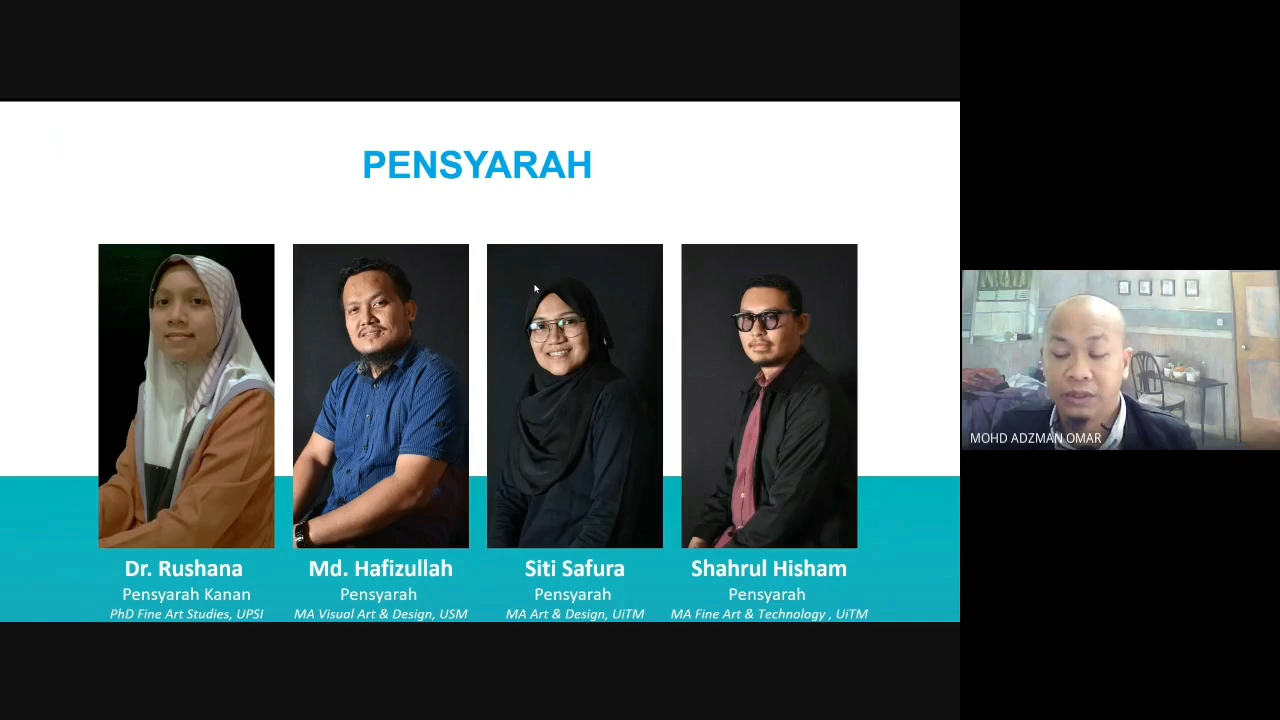 PENSYARAH
Dr. Rushana
Pensyarah Kanan
PhD Fine Art Studies, UPSI
Md. Hafizullah
Pensyarah
MA Visual Art & Design, USM
Siti Safura
Pensyarah
MA Art & Design, UiTM
Shahrul Hisham
Pensyarah
MA Fine Art & Technology , UiTM
MOHD ADZMAN OMAR